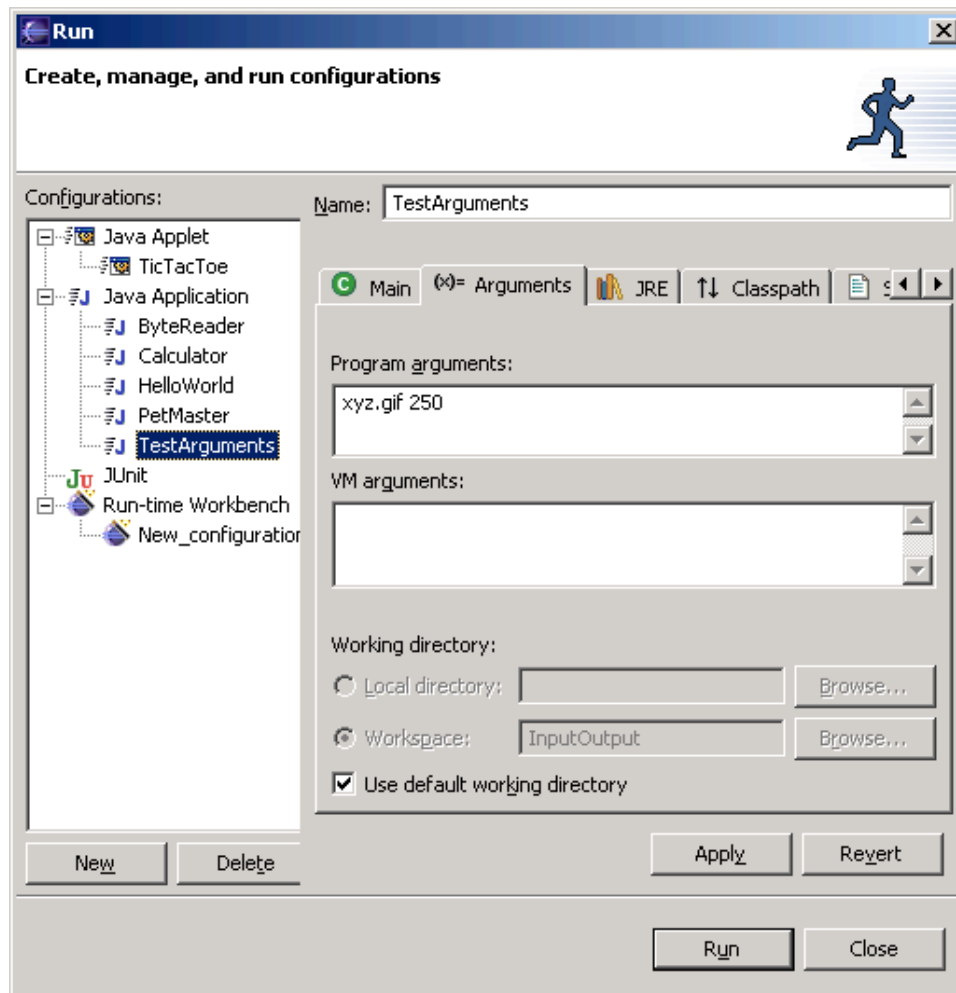 Run
Create, manage, and run configurations
Configurations:
Name: TestArguments
Java Applet
TicTacToe
Java Application
ByteReader
Calculator
HelloWorld
PetMaster
TestArguments
JUnit
Run-time Workbench
New_configuration
Main (x)= Arguments JRE Classpath
Program arguments:
xyz.gif 250
VM arguments:
Working directory:
Local directory: Browse...
Workspace: InputOutput Browse...
Use default working directory
New Delete
Apply Revert
Run Close